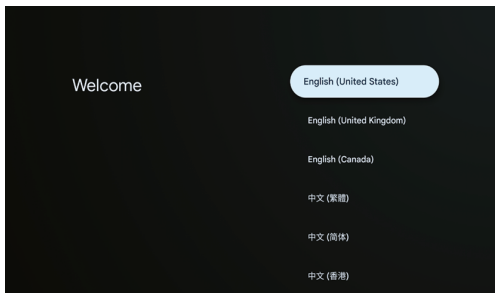 Welcome
English (United States)
English (United Kingdom)
English (Canada)
中文 (繁體)
中文 (简体)
中文 (香港)